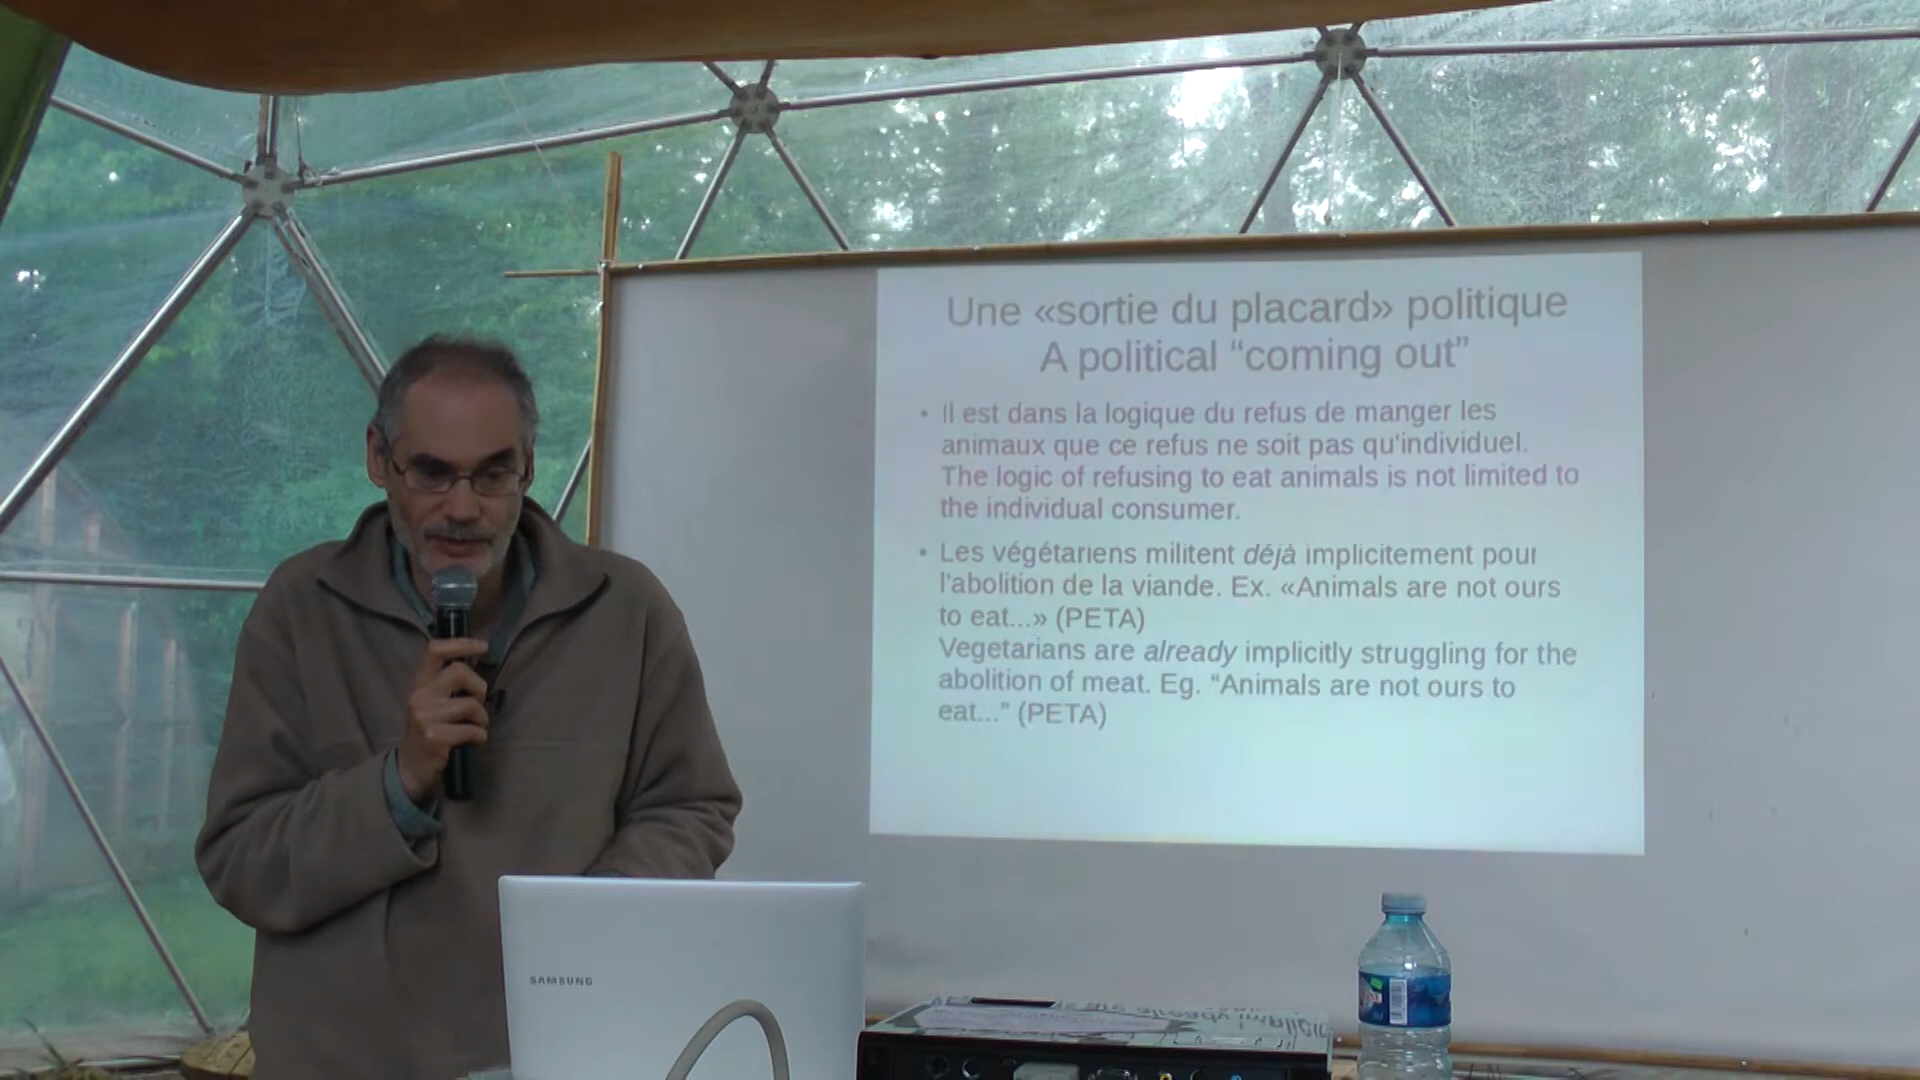 Une «sortie du placard» politique
A political “coming out”
• Il est dans la logique du refus de manger les
animaux que ce refus ne soit pas qu'individuel.
The logic of refusing to eat animals is not limited to
the individual consumer.
• Les végétariens militent déjà implicitement pour
l'abolition de la viande. Ex. «Animals are not ours
to eat...» (PETA)
Vegetarians are already implicitly struggling for the
abolition of meat. Eg. “Animals are not ours to
eat...” (PETA)
SAMSUNG